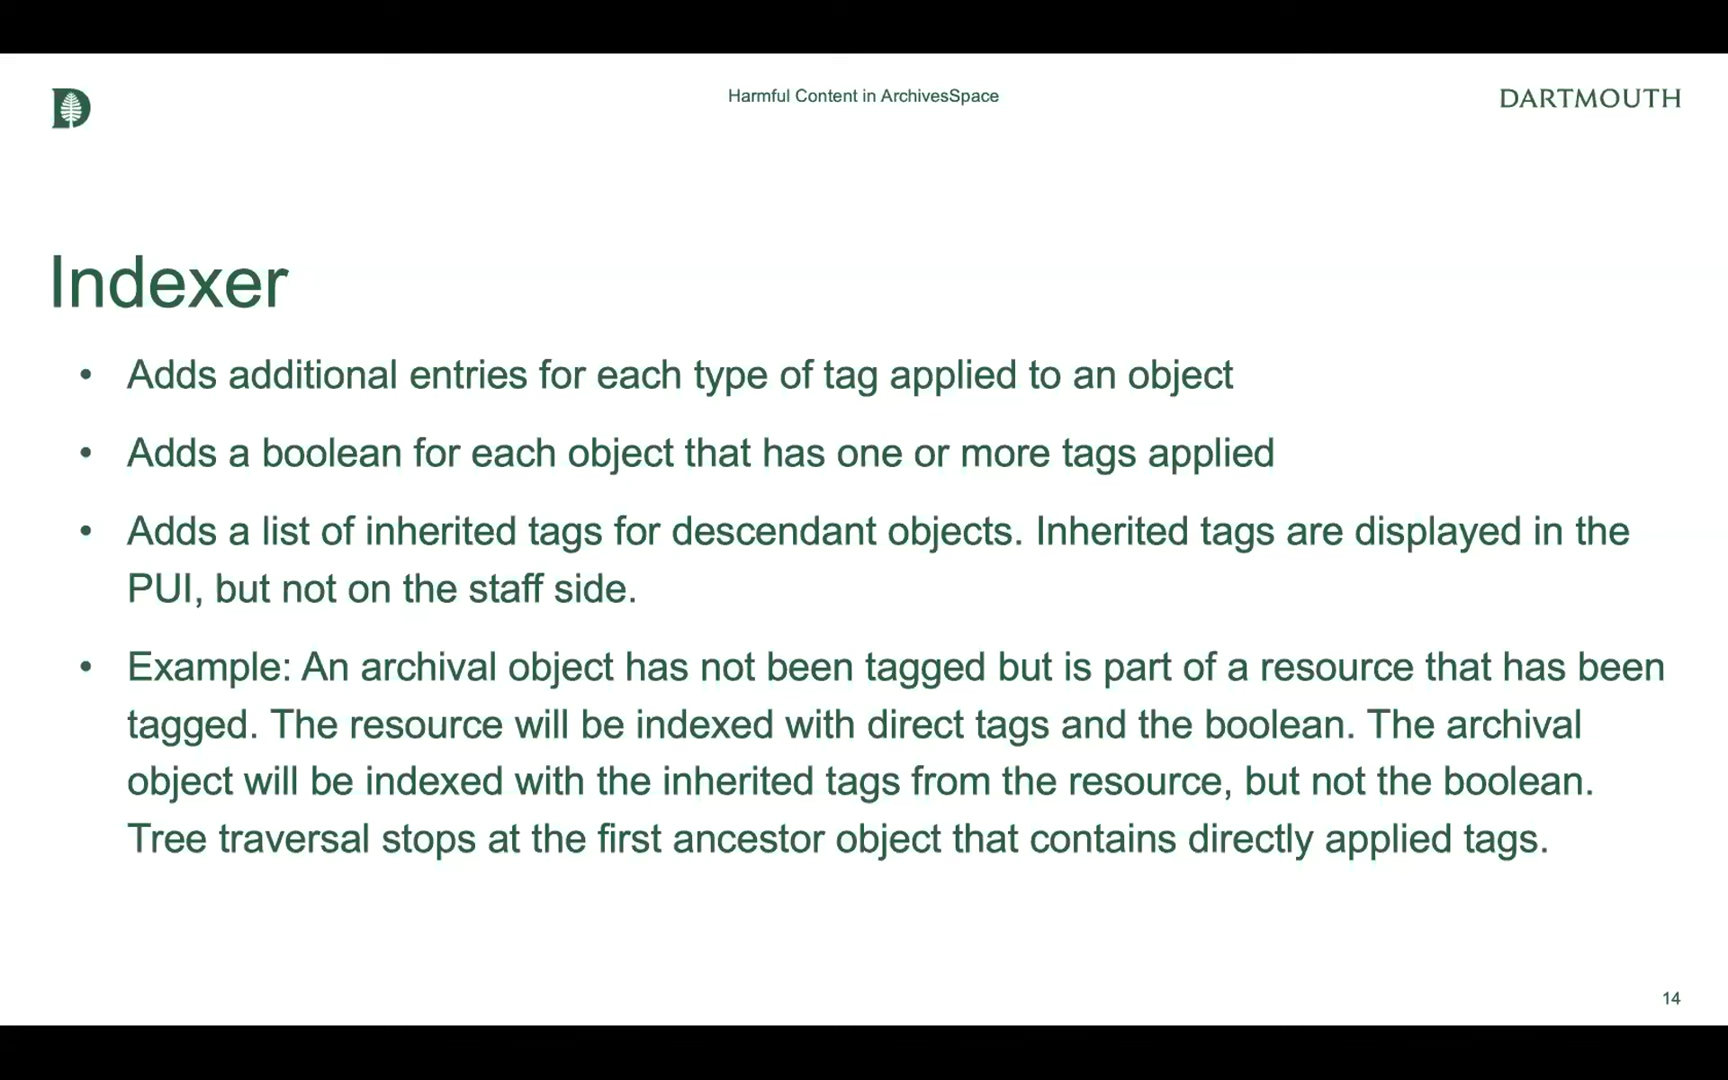 Harmful Content in ArchivesSpace
DARTMOUTH
Indexer
• Adds additional entries for each type of tag applied to an object
• Adds a boolean for each object that has one or more tags applied
• Adds a list of inherited tags for descendant objects. Inherited tags are displayed in the
PUI, but not on the staff side.
• Example: An archival object has not been tagged but is part of a resource that has been
tagged. The resource will be indexed with direct tags and the boolean. The archival
object will be indexed with the inherited tags from the resource, but not the boolean.
Tree traversal stops at the first ancestor object that contains directly applied tags.
14